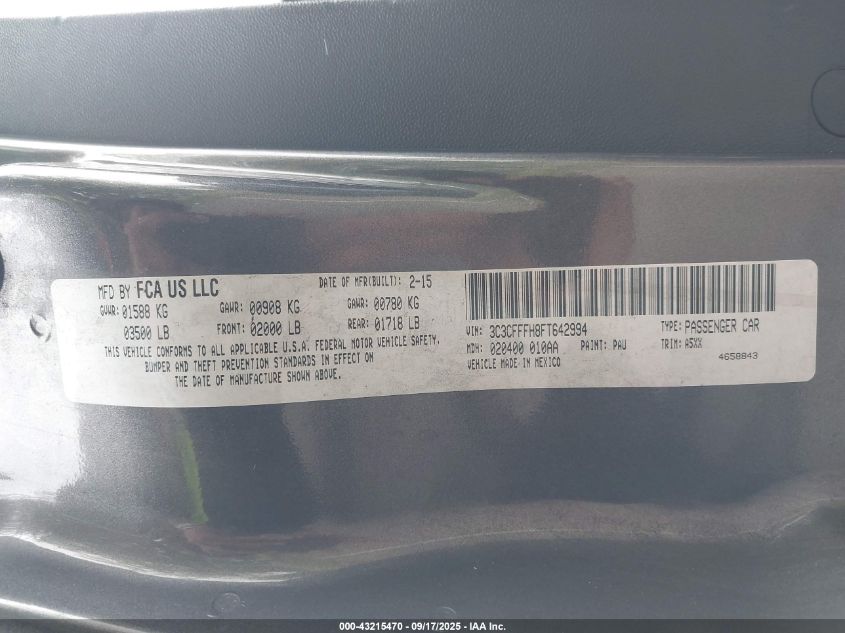 MFD BY FCA US LLC DATE OF MFR(BUILT): 2-15
GVWR: 01588 KG GAWR: 00908 KG GAWR: 00780 KG
03500 LB FRONT: 02000 LB REAR: 01718 LB
THIS VEHICLE CONFORMS TO ALL APPLICABLE U.S.A. FEDERAL MOTOR VEHICLE SAFETY,
BUMPER AND THEFT PREVENTION STANDARDS IN EFFECT ON
THE DATE OF MANUFACTURE SHOWN ABOVE.
VIN: 3C3CFFFH8FT642994 TYPE: PASSENGER CAR
MDH: 020400 010AA PAINT: PAU TRIM: A5XX
VEHICLE MADE IN MEXICO 4658843
000-43215470 - 09/17/2025 - IAA Inc.